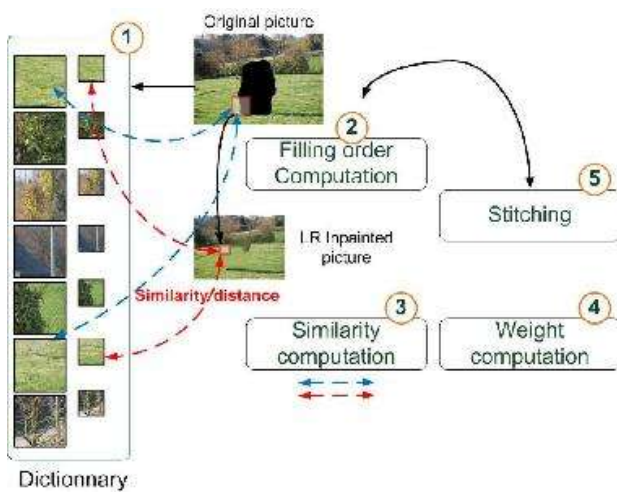 Original picture
1
2
Filling order
Computation
5
Stitching
LR Inpainted
picture
Similarity/distance
3
Similarity
computation
4
Weight
computation
Dictionnary